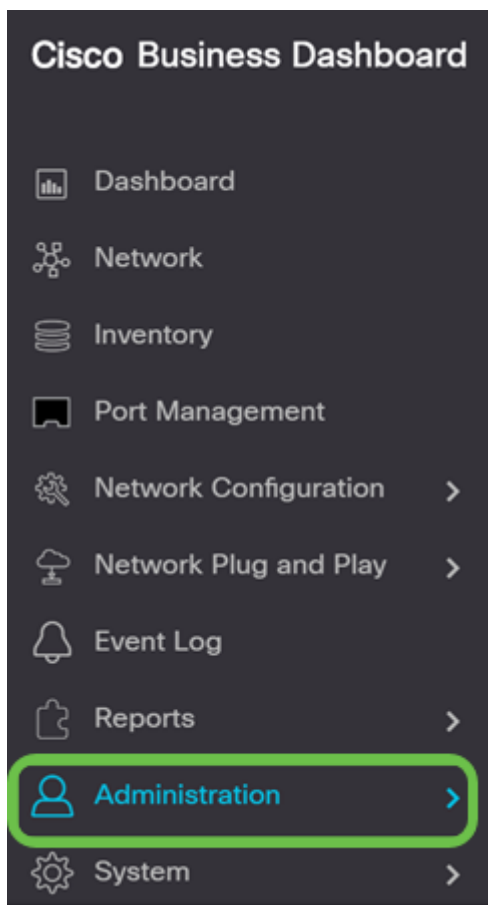 Cisco Business Dashboard
Dashboard
Network
Inventory
Port Management
Network Configuration
Network Plug and Play
Event Log
Reports
Administration
System